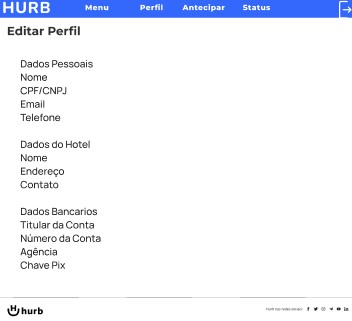 HURB Menu Perfil Antecipar Status
Editar Perfil
Dados Pessoais
Nome
CPF/CNPJ
Email
Telefone
Dados do Hotel
Nome
Endereço
Contato
Dados Bancarios
Titular da Conta
Número da Conta
Agência
Chave Pix
hurb